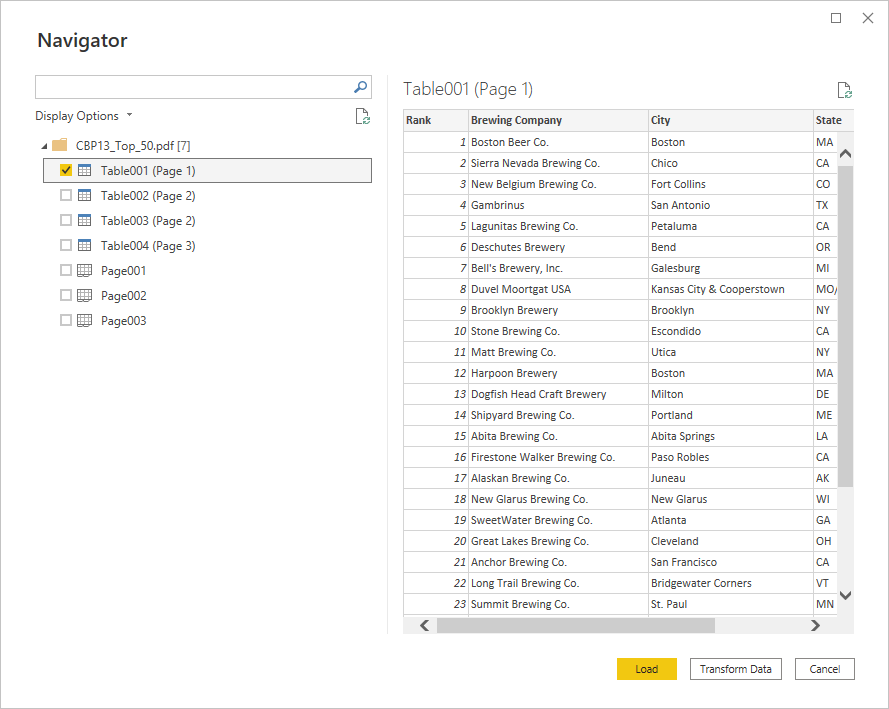 Navigator
Display Options
CBP13_Top_50.pdf [7]
Table001 (Page 1)
Table002 (Page 2)
Table003 (Page 2)
Table004 (Page 3)
Page001
Page002
Page003
Table001 (Page 1)
Rank Brewing Company City State
1 Boston Beer Co. Boston MA
2 Sierra Nevada Brewing Co. Chico CA
3 New Belgium Brewing Co. Fort Collins CO
4 Gambrinus San Antonio TX
5 Lagunitas Brewing Co. Petaluma CA
6 Deschutes Brewery Bend OR
7 Bell's Brewery, Inc. Galesburg MI
8 Duvel Moortgat USA Kansas City & Cooperstown MO/
9 Brooklyn Brewery Brooklyn NY
10 Stone Brewing Co. Escondido CA
11 Matt Brewing Co. Utica NY
12 Harpoon Brewery Boston MA
13 Dogfish Head Craft Brewery Milton DE
14 Shipyard Brewing Co. Portland ME
15 Abita Brewing Co. Abita Springs LA
16 Firestone Walker Brewing Co. Paso Robles CA
17 Alaskan Brewing Co. Juneau AK
18 New Glarus Brewing Co. New Glarus WI
19 SweetWater Brewing Co. Atlanta GA
20 Great Lakes Brewing Co. Cleveland OH
21 Anchor Brewing Co. San Francisco CA
22 Long Trail Brewing Co. Bridgewater Corners VT
23 Summit Brewing Co. St. Paul MN
Load Transform Data Cancel